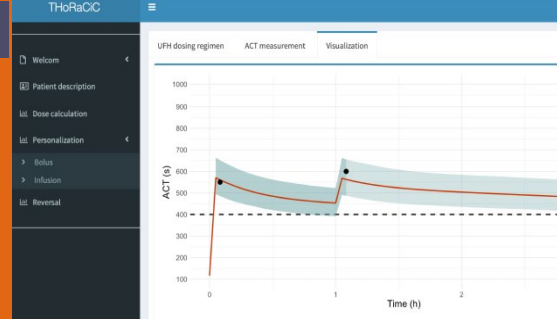 THoRaCiC
Welcom
Patient description
Dose calculation
Personalization
Bolus
Infusion
Reversal
UFH dosing regimen ACT measurement Visualization
ACT (s)
1000
900
800
700
600
500
400
300
200
100
0 1 2
Time (h)